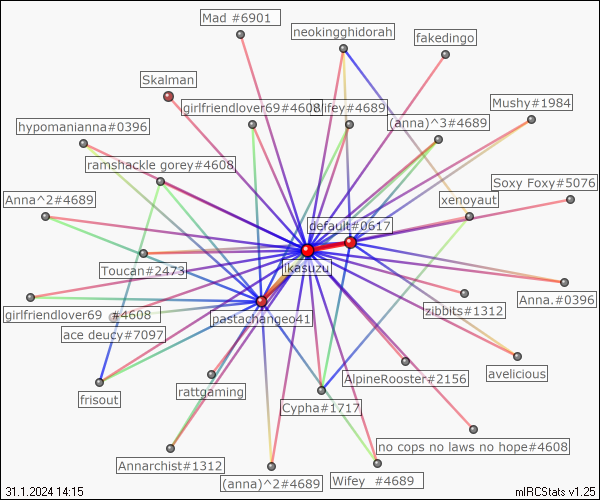 Mad #6901
neokingghidorah
fakedingo
Skalman
girlfriendlover69#4608
lifey#4689
Mushy#1984
hypomanianna#0396
(anna)^3#4689
ramshackle gorey#4608
Soxy Foxy#5076
Anna^2#4689
xenoyaut
default#0617
Toucan#2473
jikasuzu
Anna.#0396
zibbits#1312
girlfriendlover69 #4608
pastachangeo41
ace deucy#7097
avelicious
AlpineRooster#2156
rattgaming
frisout
Cypha#1717
no cops no laws no hope#4608
Annarchist#1312
(anna)^2#4689
Wifey #4689
31.1.2024 14:15
mIRCStats v1.25